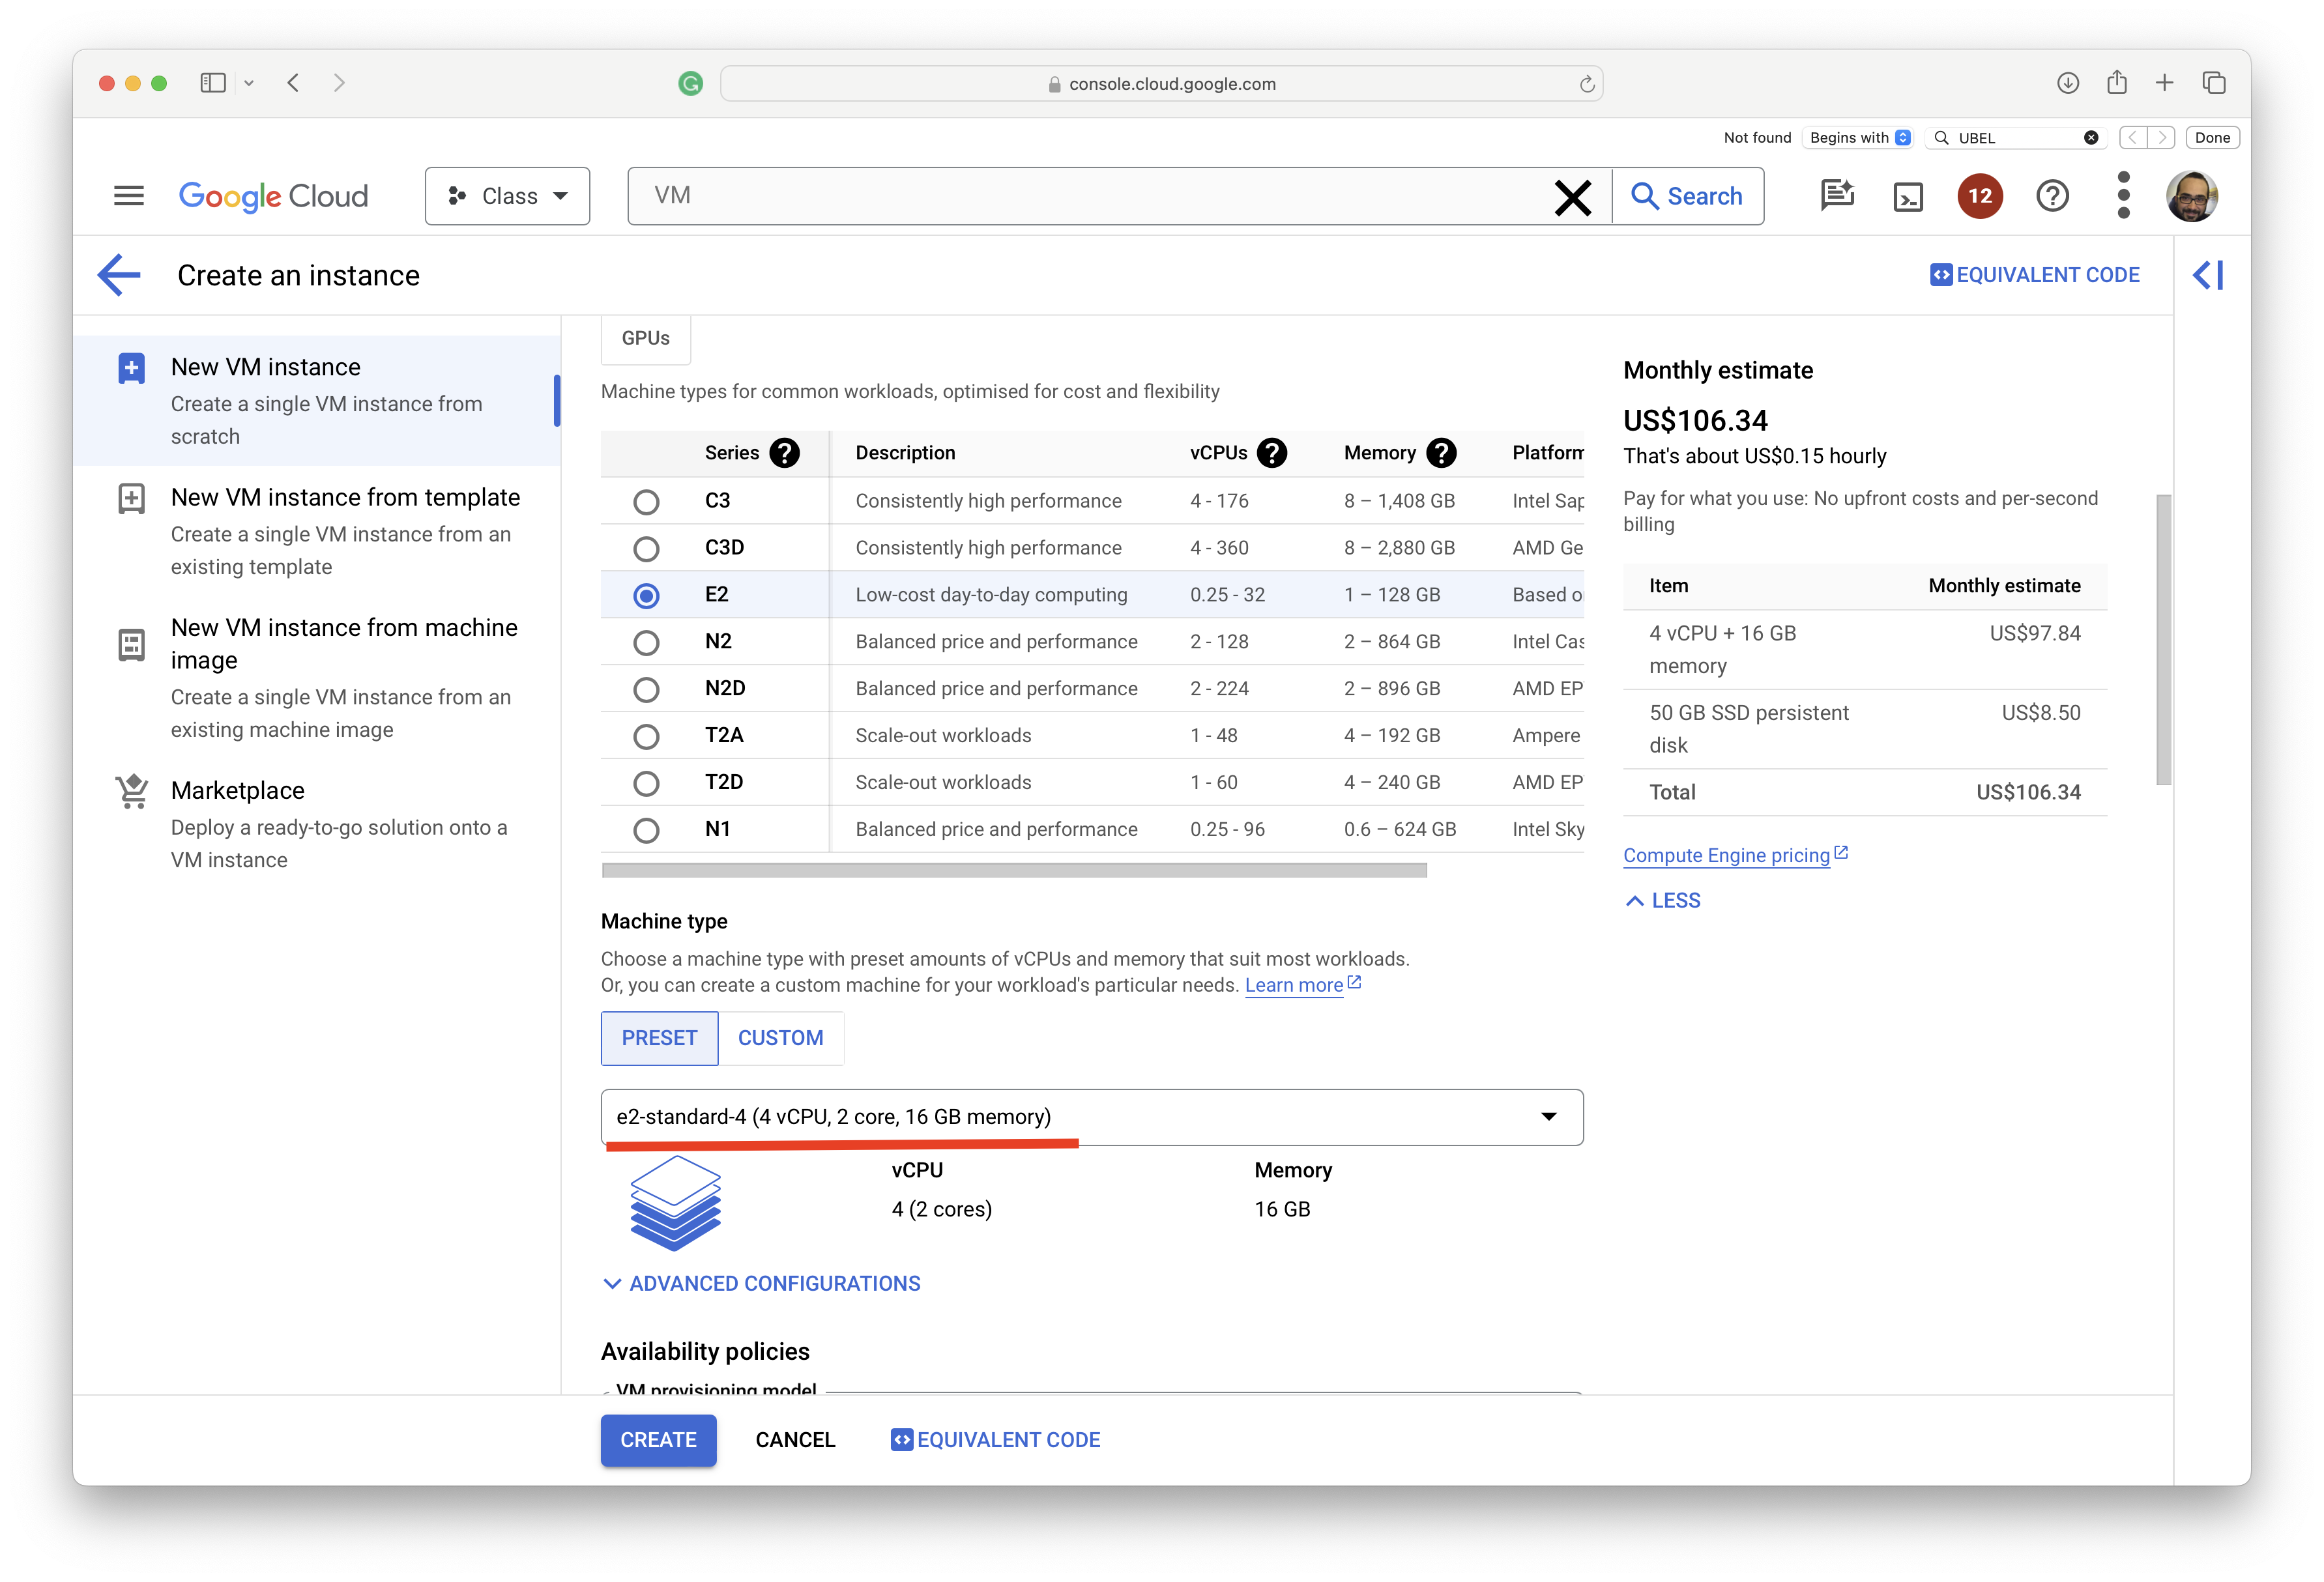 console.cloud.google.com
Not found
Begins with
UBEL
Done
Google Cloud
Class
VM
Search
12
Create an instance
EQUIVALENT CODE
New VM instance
Create a single VM instance from
scratch
New VM instance from template
Create a single VM instance from an
existing template
New VM instance from machine
image
Create a single VM instance from an
existing machine image
Marketplace
Deploy a ready-to-go solution onto a
VM instance
GPUs
Machine types for common workloads, optimised for cost and flexibility
Series Description vCPUs Memory Platform
C3 Consistently high performance 4 - 176 8 – 1,408 GB Intel Sap
C3D Consistently high performance 4 - 360 8 – 2,880 GB AMD Ge
E2 Low-cost day-to-day computing 0.25 - 32 1 – 128 GB Based o
N2 Balanced price and performance 2 - 128 2 – 864 GB Intel Cas
N2D Balanced price and performance 2 - 224 2 – 896 GB AMD EP
T2A Scale-out workloads 1 - 48 4 – 192 GB Ampere
T2D Scale-out workloads 1 - 60 4 – 240 GB AMD EP
N1 Balanced price and performance 0.25 - 96 0.6 – 624 GB Intel Sky
Machine type
Choose a machine type with preset amounts of vCPUs and memory that suit most workloads.
Or, you can create a custom machine for your workload's particular needs. Learn more
PRESET CUSTOM
e2-standard-4 (4 vCPU, 2 core, 16 GB memory)
vCPU Memory
4 (2 cores) 16 GB
ADVANCED CONFIGURATIONS
Availability policies
VM provisioning model
CREATE CANCEL EQUIVALENT CODE
Monthly estimate
US$106.34
That's about US$0.15 hourly
Pay for what you use: No upfront costs and per-second
billing
Item Monthly estimate
4 vCPU + 16 GB US$97.84
memory
50 GB SSD persistent US$8.50
disk
Total US$106.34
Compute Engine pricing
LESS